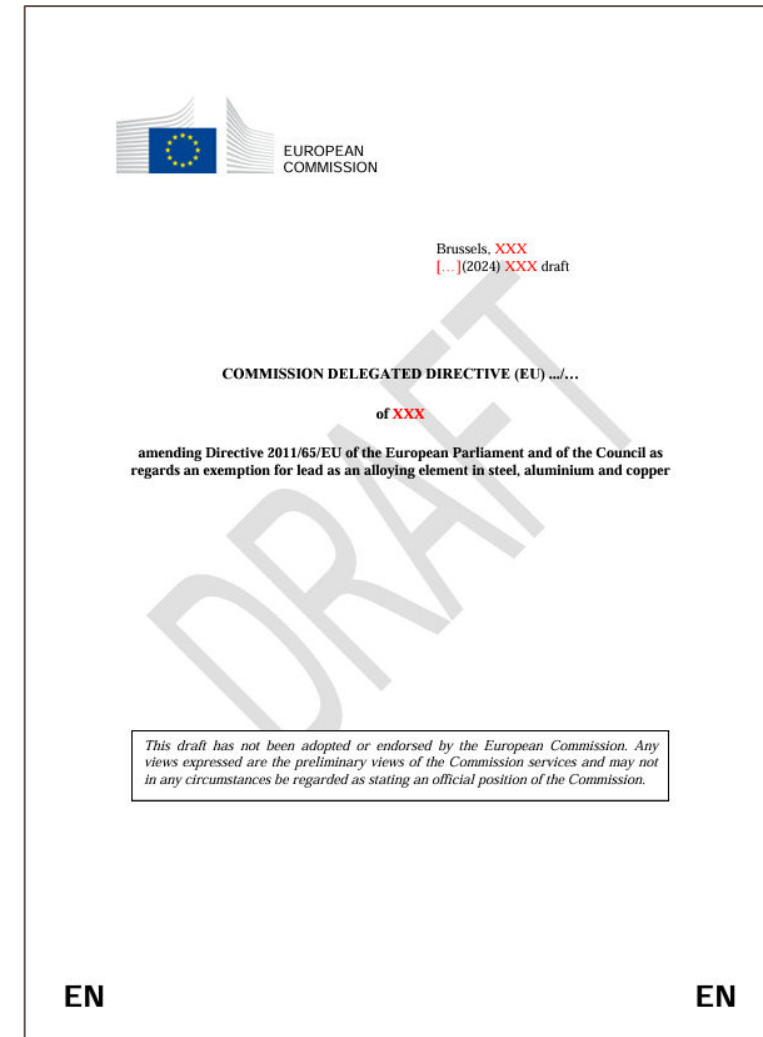 EUROPEAN
COMMISSION
Brussels, XXX
[…](2024) XXX draft
COMMISSION DELEGATED DIRECTIVE (EU) .../…
of XXX
amending Directive 2011/65/EU of the European Parliament and of the Council as
regards an exemption for lead as an alloying element in steel, aluminium and copper
DRAFT
This draft has not been adopted or endorsed by the European Commission. Any
views expressed are the preliminary views of the Commission services and may not
in any circumstances be regarded as stating an official position of the Commission.
EN EN